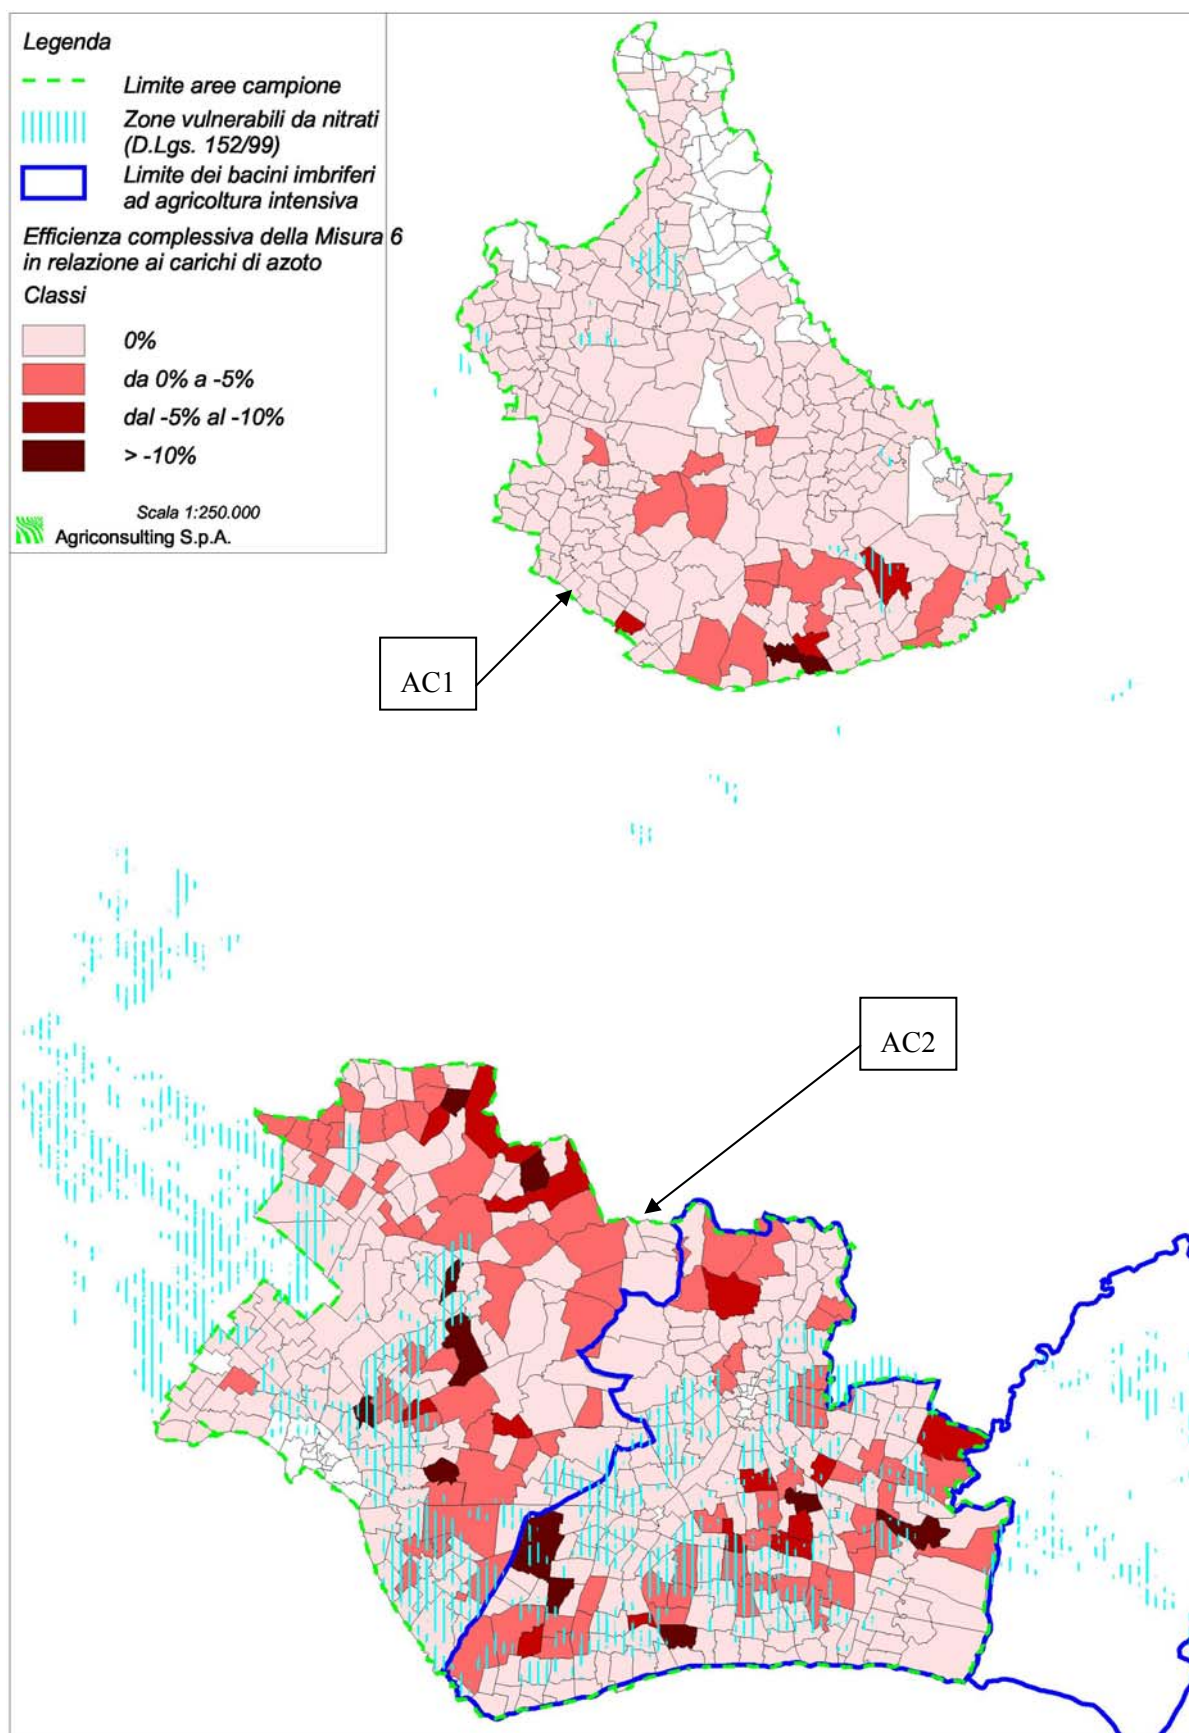 Legenda
Limite aree campione
Zone vulnerabili da nitrati
(D.Lgs. 152/99)
Limite dei bacini imbriferi
ad agricoltura intensiva
Efficienza complessiva della Misura 6
in relazione ai carichi di azoto
Classi
0%
da 0% a -5%
dal -5% al -10%
> -10%
Scala 1:250.000
Agriconsulting S.p.A.
AC1
AC2